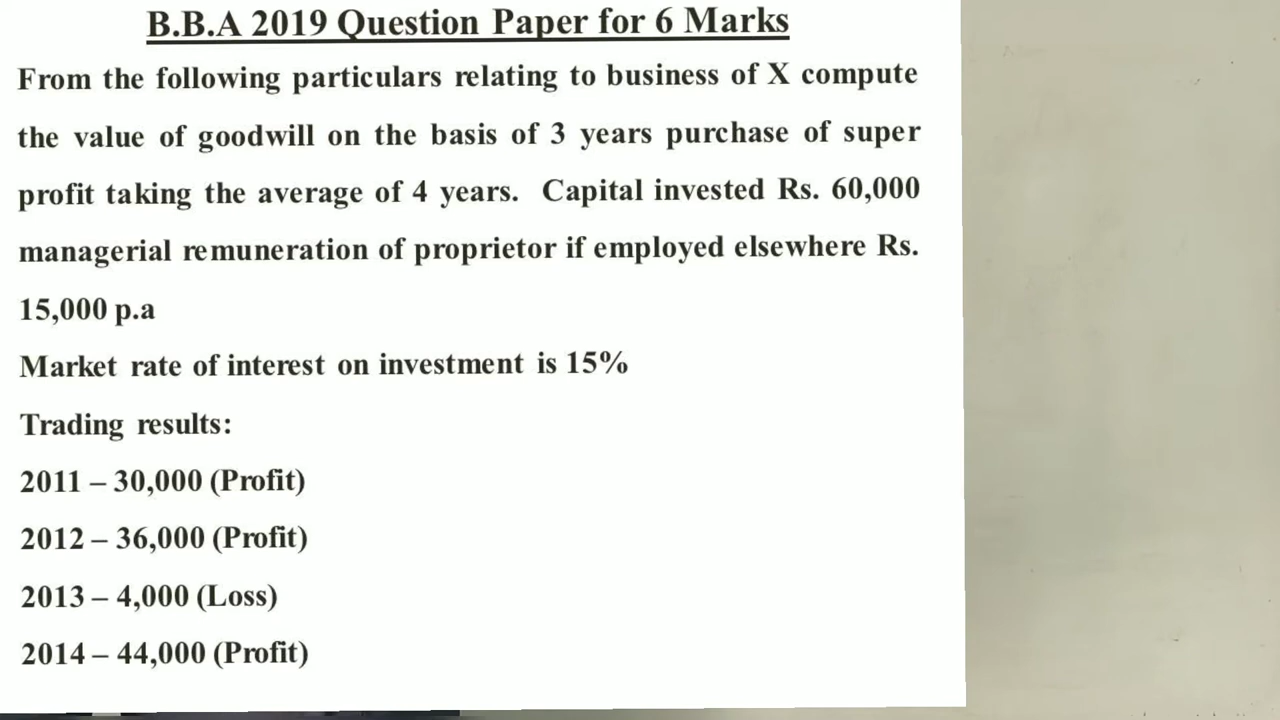 B.B.A 2019 Question Paper for 6 Marks
From the following particulars relating to business of X compute
the value of goodwill on the basis of 3 years purchase of super
profit taking the average of 4 years. Capital invested Rs. 60,000
managerial remuneration of proprietor if employed elsewhere Rs.
15,000 p.a
Market rate of interest on investment is 15%
Trading results:
2011 – 30,000 (Profit)
2012 – 36,000 (Profit)
2013 – 4,000 (Loss)
2014 – 44,000 (Profit)